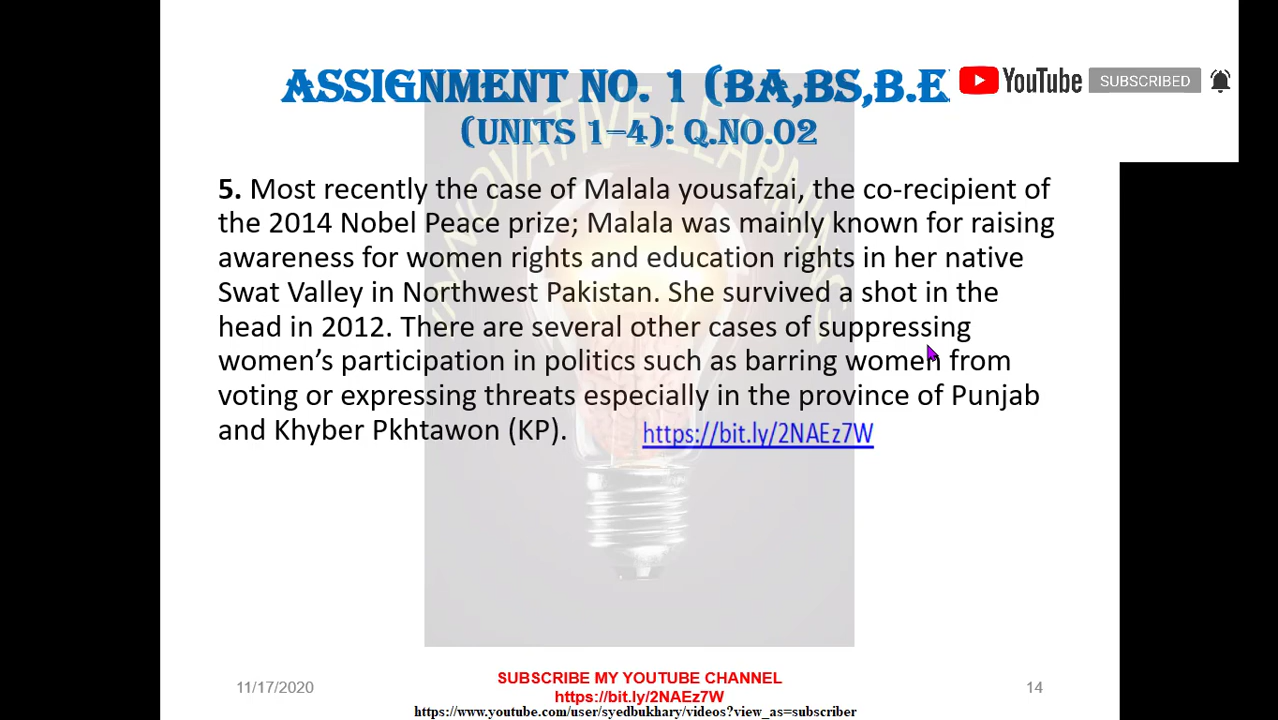 ASSIGNMENT NO. 1 (BA,BS,B.E
YouTube SUBSCRIBED
(UNITS 1-4): Q.NO.02
INNOVATIVE LEARNING
5. Most recently the case of Malala yousafzai, the co-recipient of
the 2014 Nobel Peace prize; Malala was mainly known for raising
awareness for women rights and education rights in her native
Swat Valley in Northwest Pakistan. She survived a shot in the
head in 2012. There are several other cases of suppressing
women’s participation in politics such as barring women from
voting or expressing threats especially in the province of Punjab
and Khyber Pkhtawon (KP). https://bit.ly/2NAEz7W
11/17/2020
SUBSCRIBE MY YOUTUBE CHANNEL
https://bit.ly/2NAEz7W
14
https://www.youtube.com/user/syedbukhary/videos?view_as=subscriber